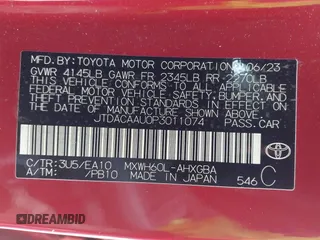 MFD.BY: TOYOTA MOTOR CORPORATION 06/23
GVWR 4145LB GAWR FR 2345LB RR 2270LB
THIS VEHICLE CONFORMS TO ALL APPLICABLE
FEDERAL MOTOR VEHICLE SAFETY, BUMPER, AND
THEFT PREVENTION STANDARDS IN EFFECT ON
THE DATE OF MANUFACTURE SHOWN ABOVE.
PASS.CAR
C/TR: 3U5/EA10 MXWH60L-AHXGBA
A/TM: /PB10 MADE IN JAPAN
546 C
DREAMBID